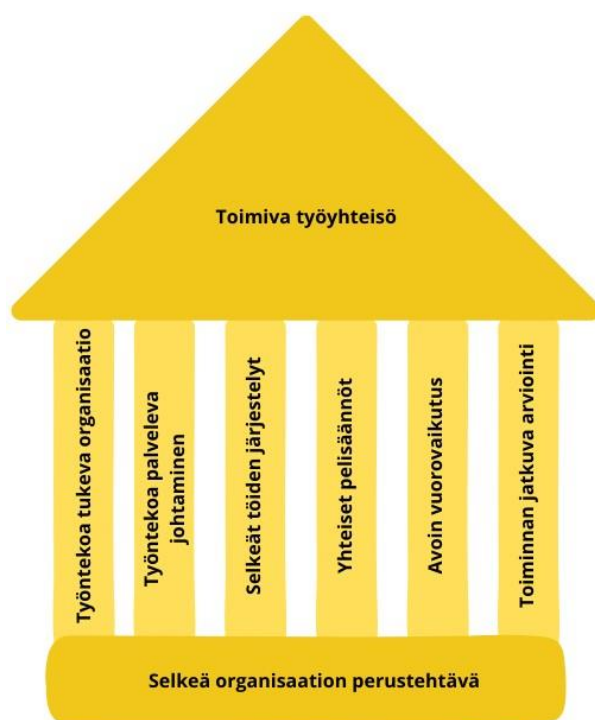 Toimiva työyhteisö
Työntekoa tukeva organisaatio
Työntekoa palveleva
johtaminen
Selkeät töiden järjestelyt
Yhteiset pelisäännöt
Avoin vuorovaikutus
Toiminnan jatkuva arviointi
Selkeä organisaation perustehtävä